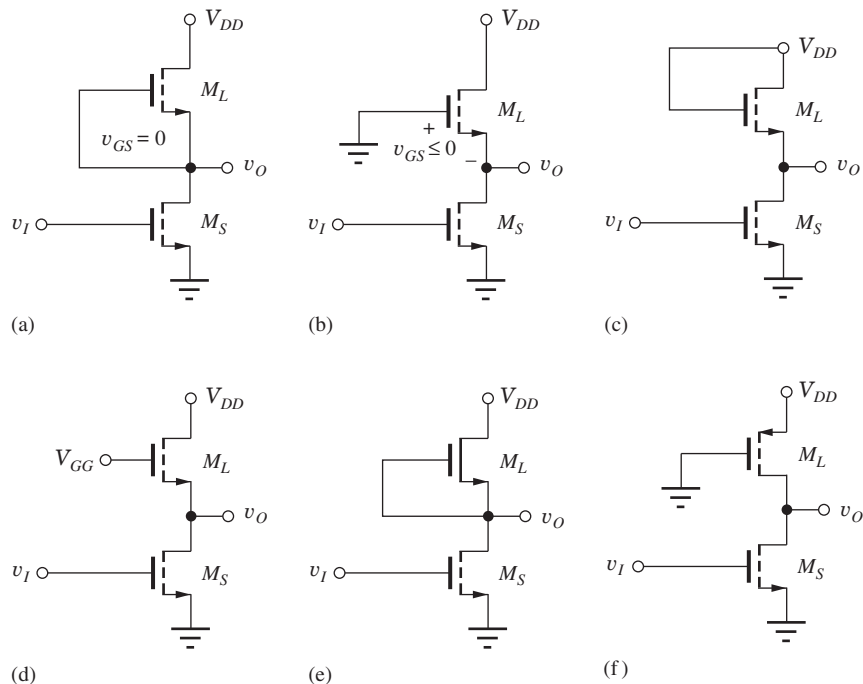 V_DD
V_DD
V_DD
M_L
M_L
M_L
v_GS = 0
+
v_GS ≤ 0
–
v_O
v_O
v_O
v_I
M_S
v_I
M_S
v_I
M_S
(a)
(b)
(c)
V_DD
V_DD
V_DD
V_GG
M_L
M_L
M_L
v_O
v_O
v_O
v_I
M_S
v_I
M_S
v_I
M_S
(d)
(e)
(f)